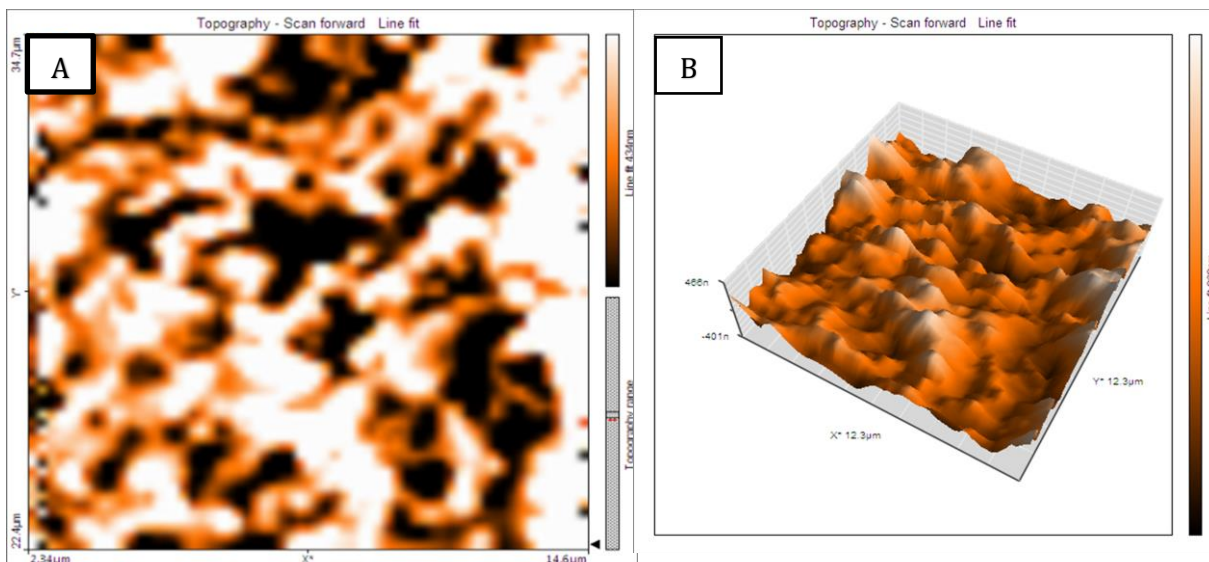 Topography - Scan forward Line fit
A
34.7µm
Y*
22.4µm
2.34µm
X*
14.6µm
Line fit 434nm
Topography range
Topography - Scan forward Line fit
B
466n
-401n
X* 12.3µm
Y* 12.3µm